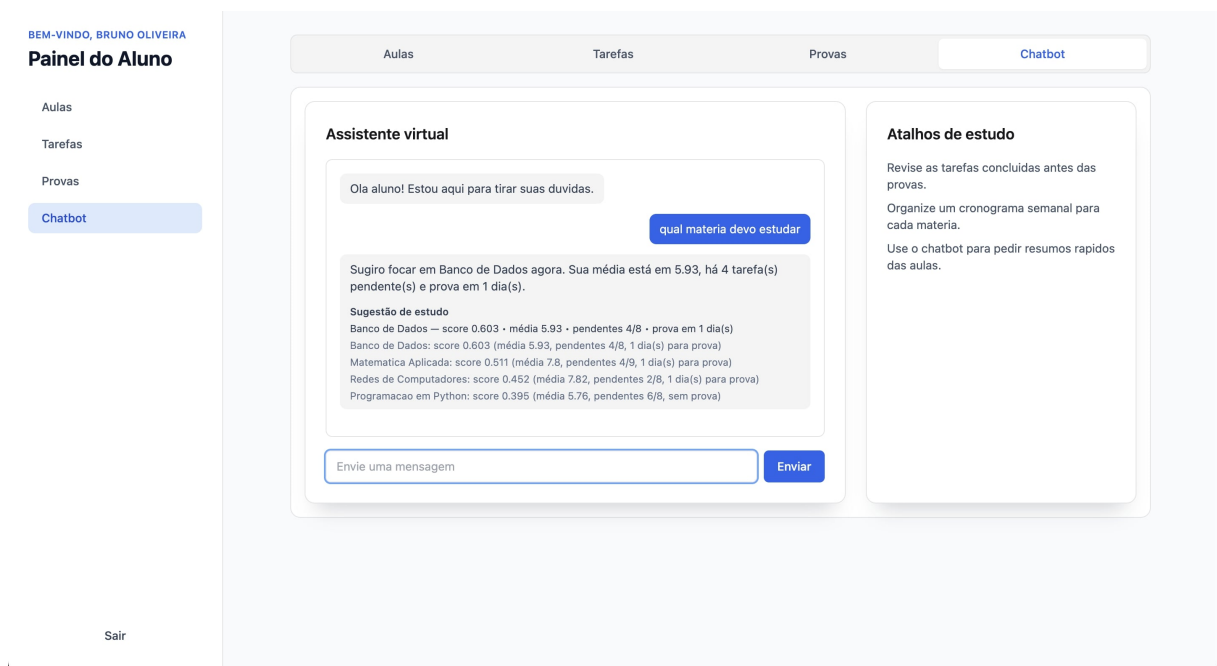 BEM-VINDO, BRUNO OLIVEIRA
Painel do Aluno
Aulas
Tarefas
Provas
Chatbot
Sair
Aulas
Tarefas
Provas
Chatbot
Assistente virtual
Ola aluno! Estou aqui para tirar suas duvidas.
qual materia devo estudar
Sugiro focar em Banco de Dados agora. Sua média está em 5.93, há 4 tarefa(s)
pendente(s) e prova em 1 dia(s).
Sugestão de estudo
Banco de Dados — score 0.603 • média 5.93 • pendentes 4/8 • prova em 1 dia(s)
Banco de Dados: score 0.603 (média 5.93, pendentes 4/8, 1 dia(s) para prova)
Matematica Aplicada: score 0.511 (média 7.8, pendentes 4/9, 1 dia(s) para prova)
Redes de Computadores: score 0.452 (média 7.82, pendentes 2/8, 1 dia(s) para prova)
Programacao em Python: score 0.395 (média 5.76, pendentes 6/8, sem prova)
Envie uma mensagem
Enviar
Atalhos de estudo
Revise as tarefas concluidas antes das
provas.
Organize um cronograma semanal para
cada materia.
Use o chatbot para pedir resumos rapidos
das aulas.